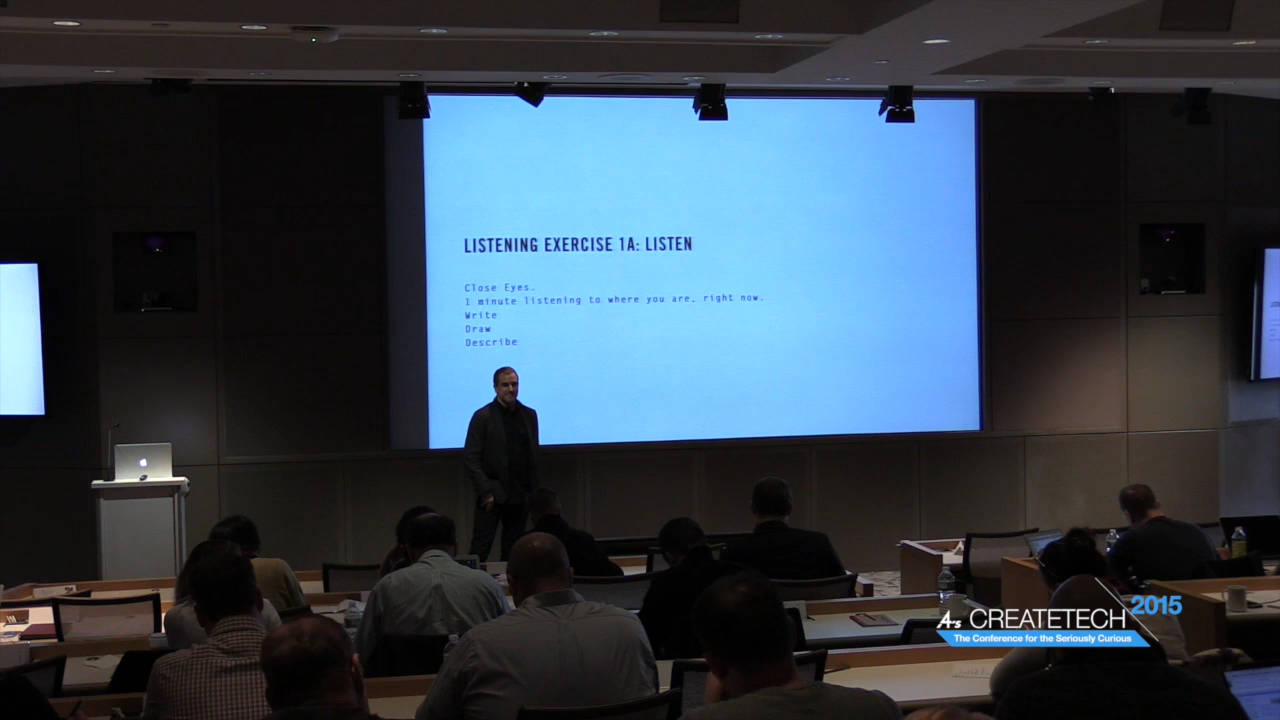 LISTENING EXERCISE 1A: LISTEN
Close Eyes.
1 minute listening to where you are, right now.
Write
Draw
Describe
4A's CREATETECH 2015
The Conference for the Seriously Curious